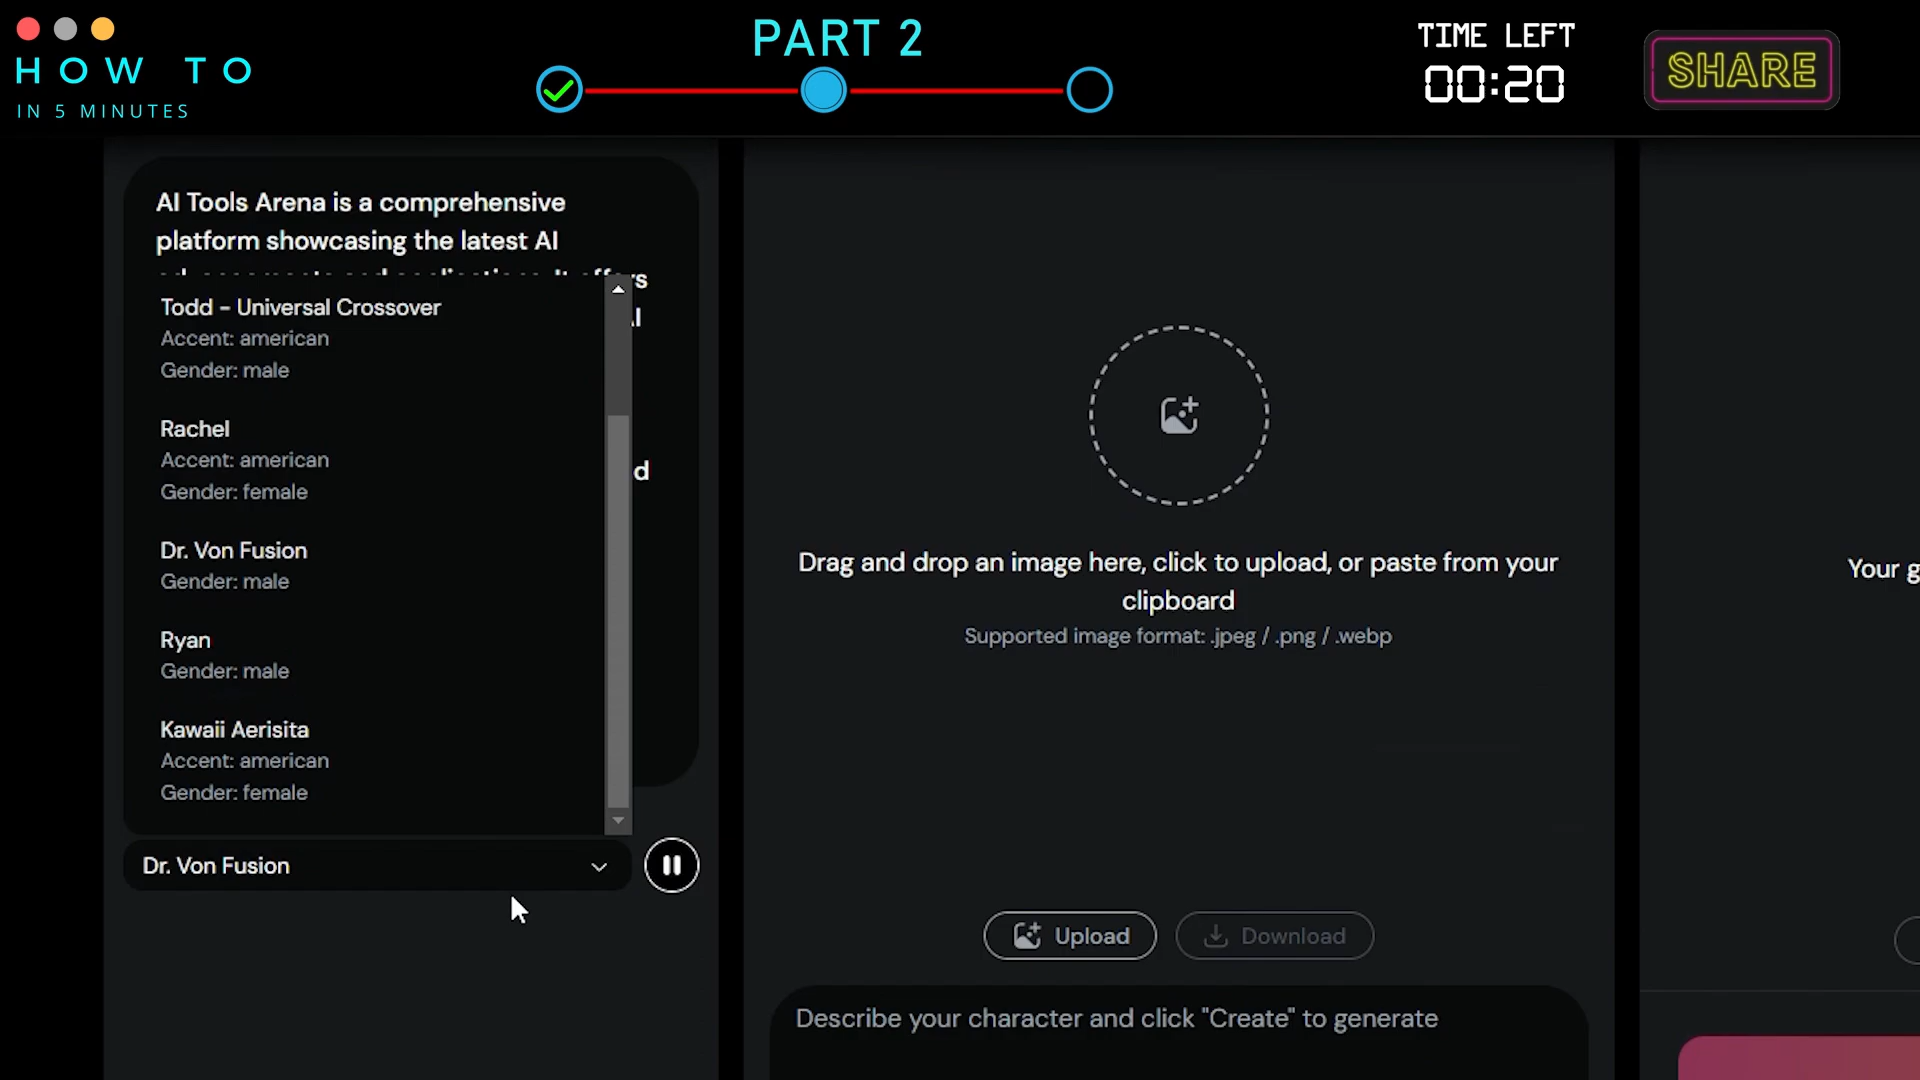 HOW TO
IN 5 MINUTES
PART 2
TIME LEFT
00:20
SHARE
AI Tools Arena is a comprehensive
platform showcasing the latest AI
Todd - Universal Crossover
Accent: american
Gender: male
Rachel
Accent: american
Gender: female
Dr. Von Fusion
Gender: male
Ryan
Gender: male
Kawaii Aerisita
Accent: american
Gender: female
Dr. Von Fusion
Drag and drop an image here, click to upload, or paste from your
clipboard
Supported image format: .jpeg / .png / .webp
Upload
Download
Describe your character and click "Create" to generate
Your